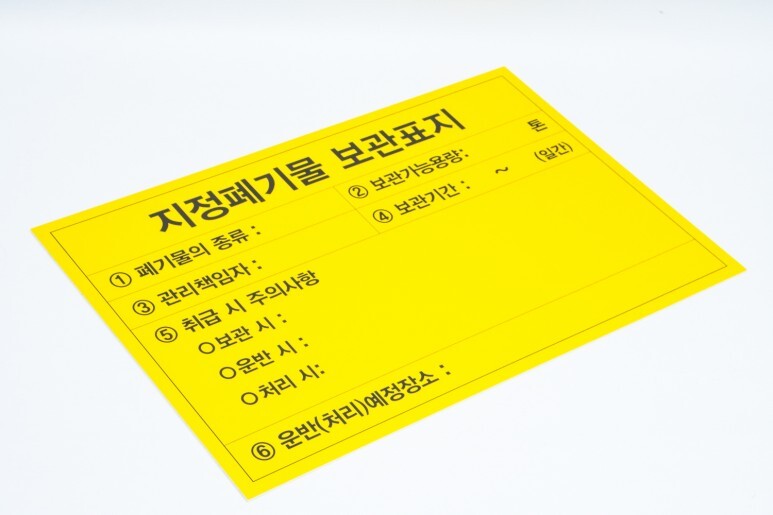 지정폐기물 보관표지
① 폐기물의 종류 :
② 보관가능용량: 톤
③ 관리책임자 :
④ 보관기간 : ~ (일간)
⑤ 취급 시 주의사항
○보관 시 :
○운반 시 :
○처리 시:
⑥ 운반(처리)예정장소 :